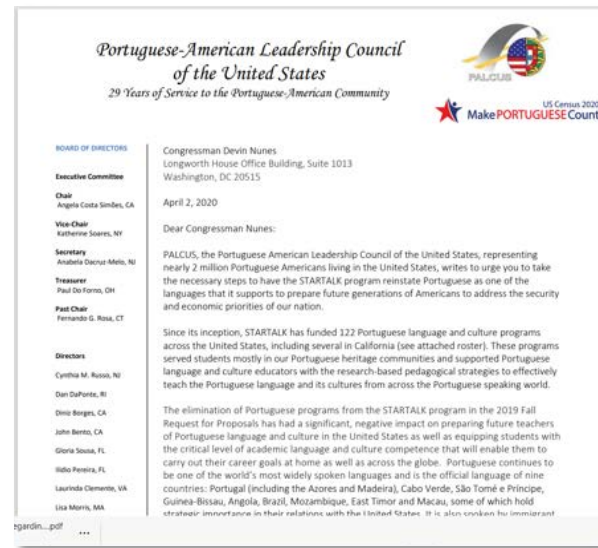 Portuguese-American Leadership Council
of the United States
29 Years of Service to the Portuguese-American Community
PALCUS
US Census 2020
Make PORTUGUESE Count
BOARD OF DIRECTORS
Executive Committee
Chair
Angela Costa Simões, CA
Vice-Chair
Katherine Soares, NY
Secretary
Anabela Dacruz-Melo, NJ
Treasurer
Paul Do Forno, OH
Past Chair
Fernando G. Rosa, CT
Directors
Cynthia M. Russo, NJ
Dan DaPonte, RI
Diniz Borges, CA
John Bento, CA
Gloria Sousa, FL
Ilídio Pereira, FL
Laurinda Clemente, VA
Lisa Morris, MA
Congressman Devin Nunes
Longworth House Office Building, Suite 1013
Washington, DC 20515
April 2, 2020
Dear Congressman Nunes:
PALCUS, the Portuguese American Leadership Council of the United States, representing
nearly 2 million Portuguese Americans living in the United States, writes to urge you to take
the necessary steps to have the STARTALK program reinstate Portuguese as one of the
languages that it supports to prepare future generations of Americans to address the security
and economic priorities of our nation.
Since its inception, STARTALK has funded 122 Portuguese language and culture programs
across the United States, including several in California (see attached roster). These programs
served students mostly in our Portuguese heritage communities and supported Portuguese
language and culture educators with the research-based pedagogical strategies to effectively
teach the Portuguese language and its cultures from across the Portuguese speaking world.
The elimination of Portuguese programs from the STARTALK program in the 2019 Fall
Request for Proposals has had a significant, negative impact on preparing future teachers
of Portuguese language and culture in the United States as well as equipping students with
the critical level of academic language and culture competence that will enable them to
carry out their career goals at home as well as across the globe. Portuguese continues to
be one of the world's most widely spoken languages and is the official language of nine
countries: Portugal (including the Azores and Madeira), Cabo Verde, São Tomé e Príncipe,
Guinea-Bissau, Angola, Brazil, Mozambique, East Timor and Macau, some of which hold
strategic importance in their relations with the United States. It is also spoken by immigrant
egardin....pdf
...